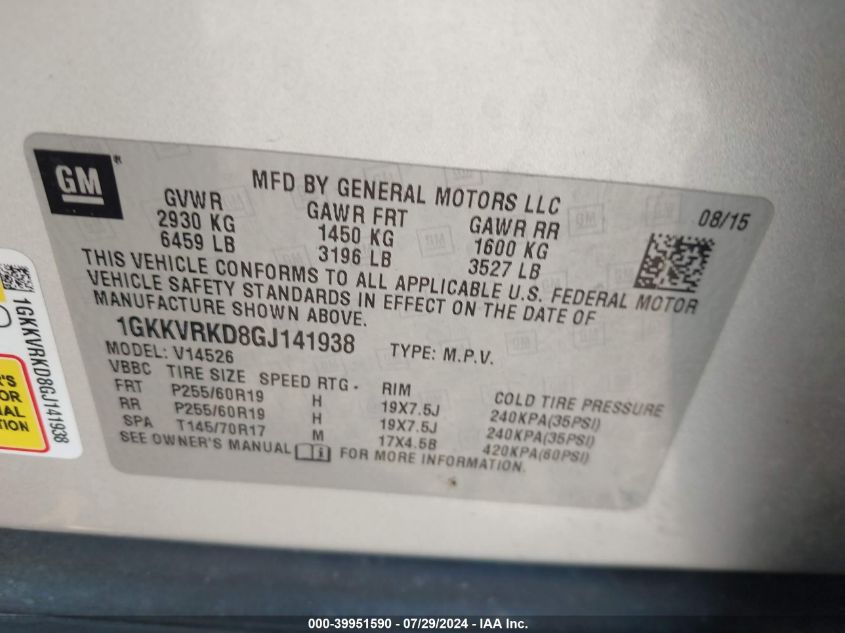 GM
MFD BY GENERAL MOTORS LLC
08/15
GVWR GAWR FRT GAWR RR
2930 KG 1450 KG 1600 KG
6459 LB 3196 LB 3527 LB
THIS VEHICLE CONFORMS TO ALL APPLICABLE U.S. FEDERAL MOTOR
VEHICLE SAFETY STANDARDS IN EFFECT ON THE DATE OF
MANUFACTURE SHOWN ABOVE.
1GKKVRKD8GJ141938 TYPE: M.P.V.
MODEL: V14526
VBBC TIRE SIZE SPEED RTG - RIM COLD TIRE PRESSURE
FRT P255/60R19 H 19X7.5J 240KPA(35PSI)
RR P255/60R19 H 19X7.5J 240KPA(35PSI)
SPA T145/70R17 M 17X4.5B 420KPA(60PSI)
SEE OWNER'S MANUAL FOR MORE INFORMATION.
1GKKVRKD8GJ141938
000-39951590 - 07/29/2024 - IAA Inc.